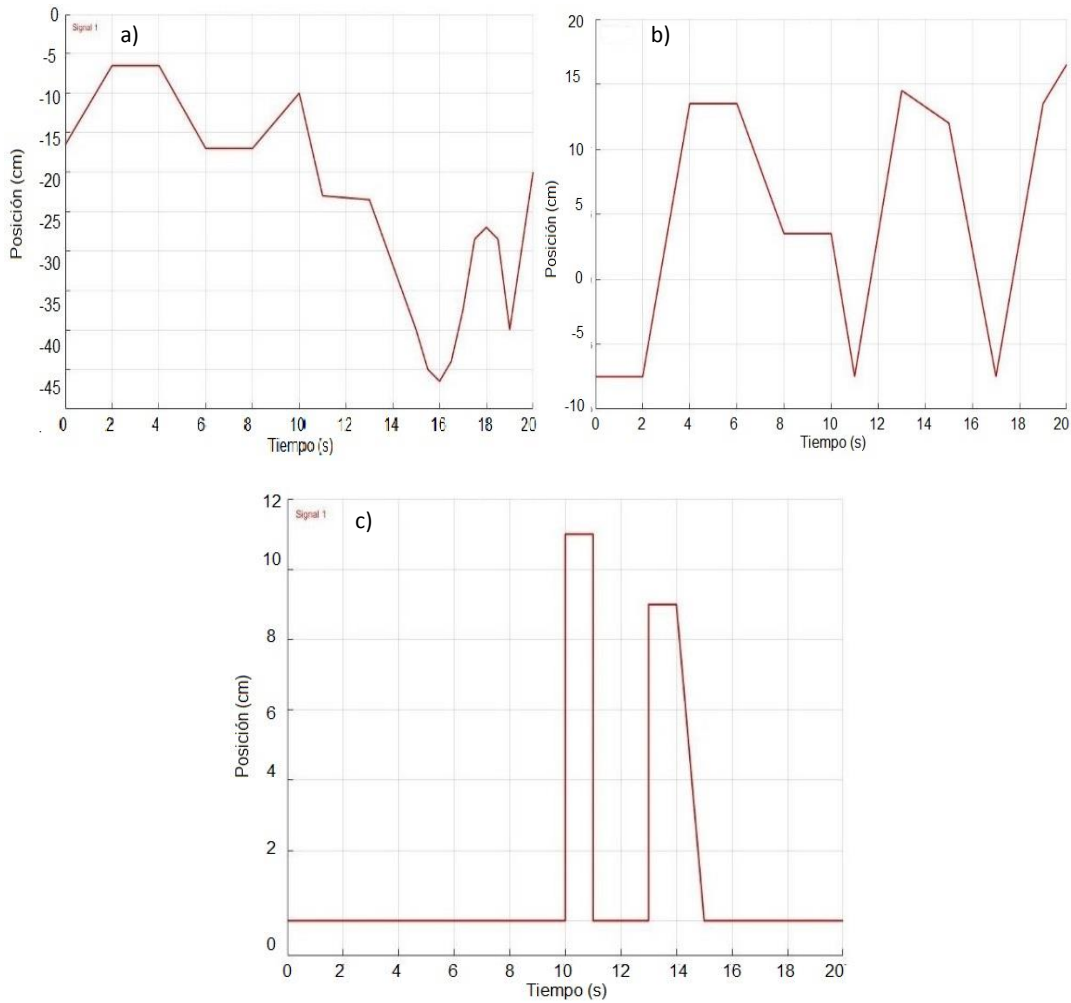 Signal 1
a)
0
-5
-10
-15
-20
-25
-30
-35
-40
-45
Posición (cm)
0 2 4 6 8 10 12 14 16 18 20
Tiempo (s)
b)
20
15
10
5
0
-5
-10
Posición (cm)
0 2 4 6 8 10 12 14 16 18 20
Tiempo (s)
Signal 1
c)
12
10
8
6
4
2
0
Posición (cm)
0 2 4 6 8 10 12 14 16 18 20
Tiempo (s)